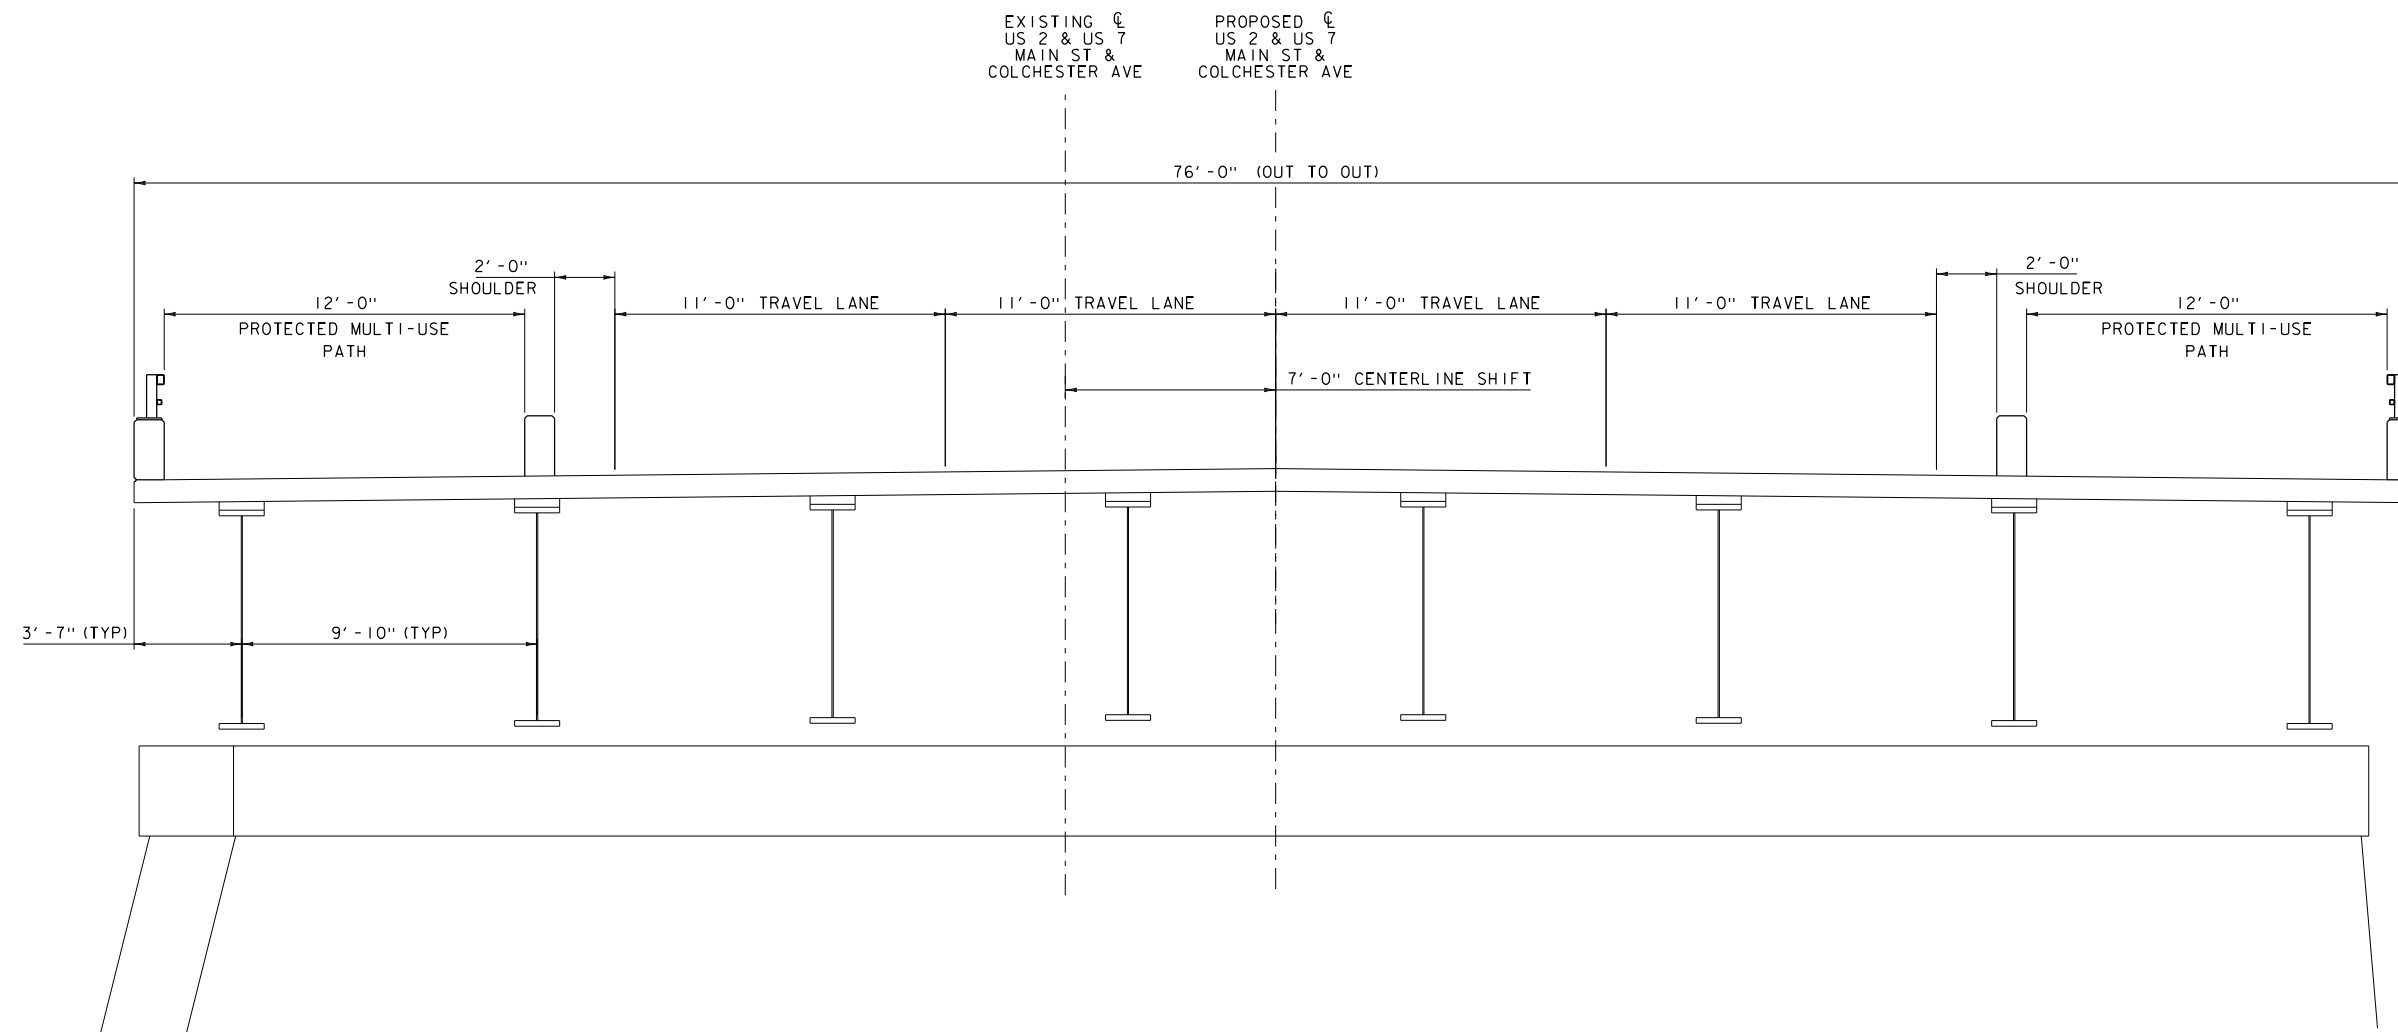 EXISTING ℄
US 2 & US 7
MAIN ST &
COLCHESTER AVE
PROPOSED ℄
US 2 & US 7
MAIN ST &
COLCHESTER AVE
76'-0" (OUT TO OUT)
2'-0"
SHOULDER
2'-0"
SHOULDER
12'-0"
PROTECTED MULTI-USE
PATH
11'-0" TRAVEL LANE
11'-0" TRAVEL LANE
11'-0" TRAVEL LANE
11'-0" TRAVEL LANE
12'-0"
PROTECTED MULTI-USE
PATH
7'-0" CENTERLINE SHIFT
3'-7" (TYP)
9'-10" (TYP)